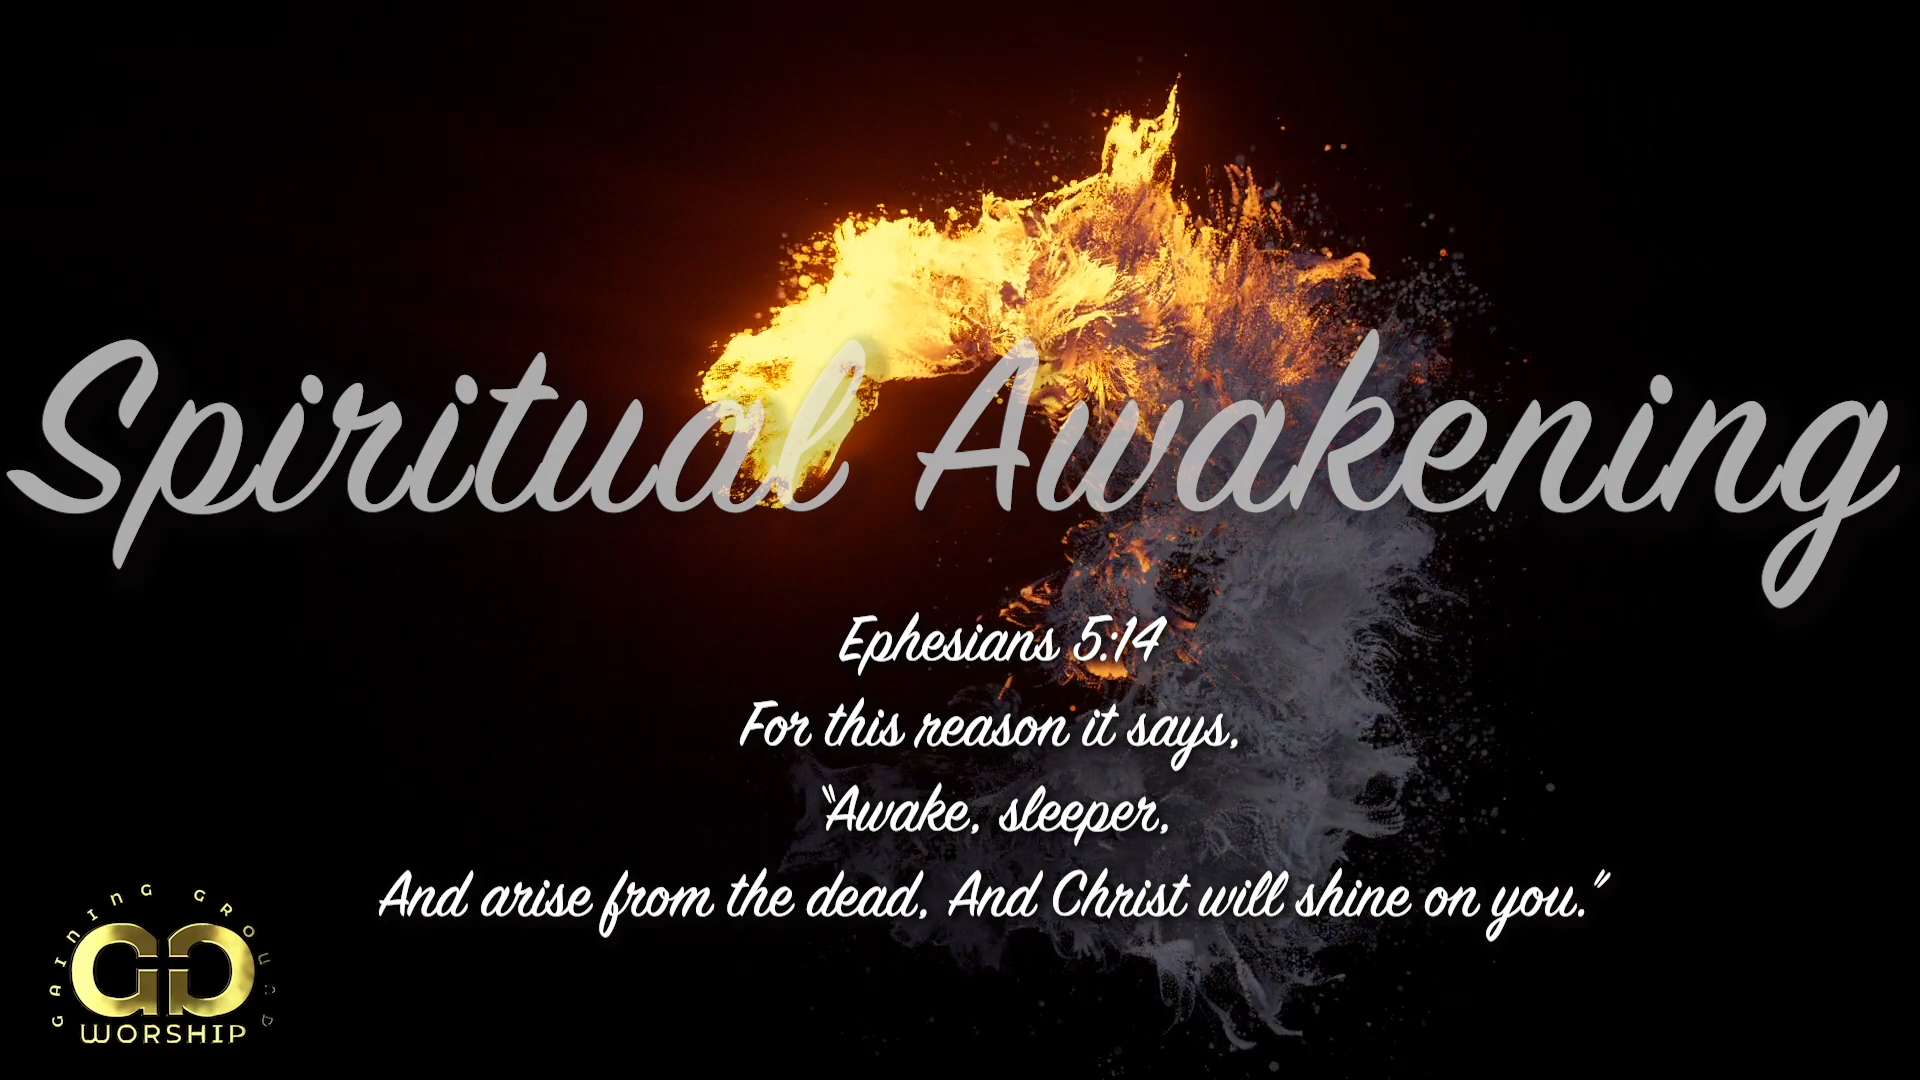 Spiritual Awakening
Ephesians 5:14
For this reason it says,
“Awake, sleeper,
And arise from the dead, And Christ will shine on you.”
GAINING GROUND
GG
WORSHIP